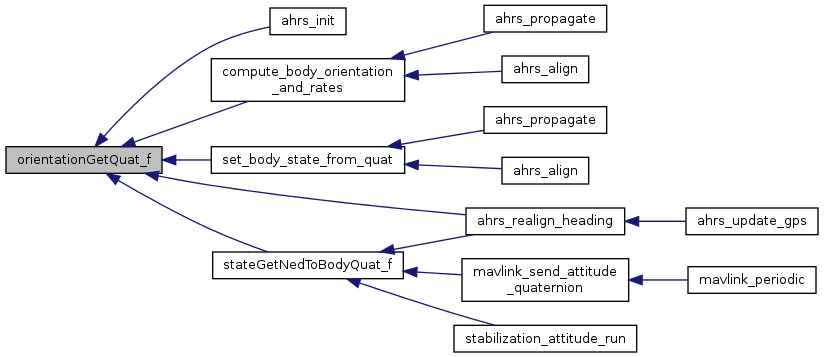 ahrs_propagate
ahrs_init
compute_body_orientation
_and_rates
ahrs_align
ahrs_propagate
orientationGetQuat_f
set_body_state_from_quat
ahrs_align
ahrs_realign_heading
ahrs_update_gps
stateGetNedToBodyQuat_f
mavlink_send_attitude
_quaternion
mavlink_periodic
stabilization_attitude_run